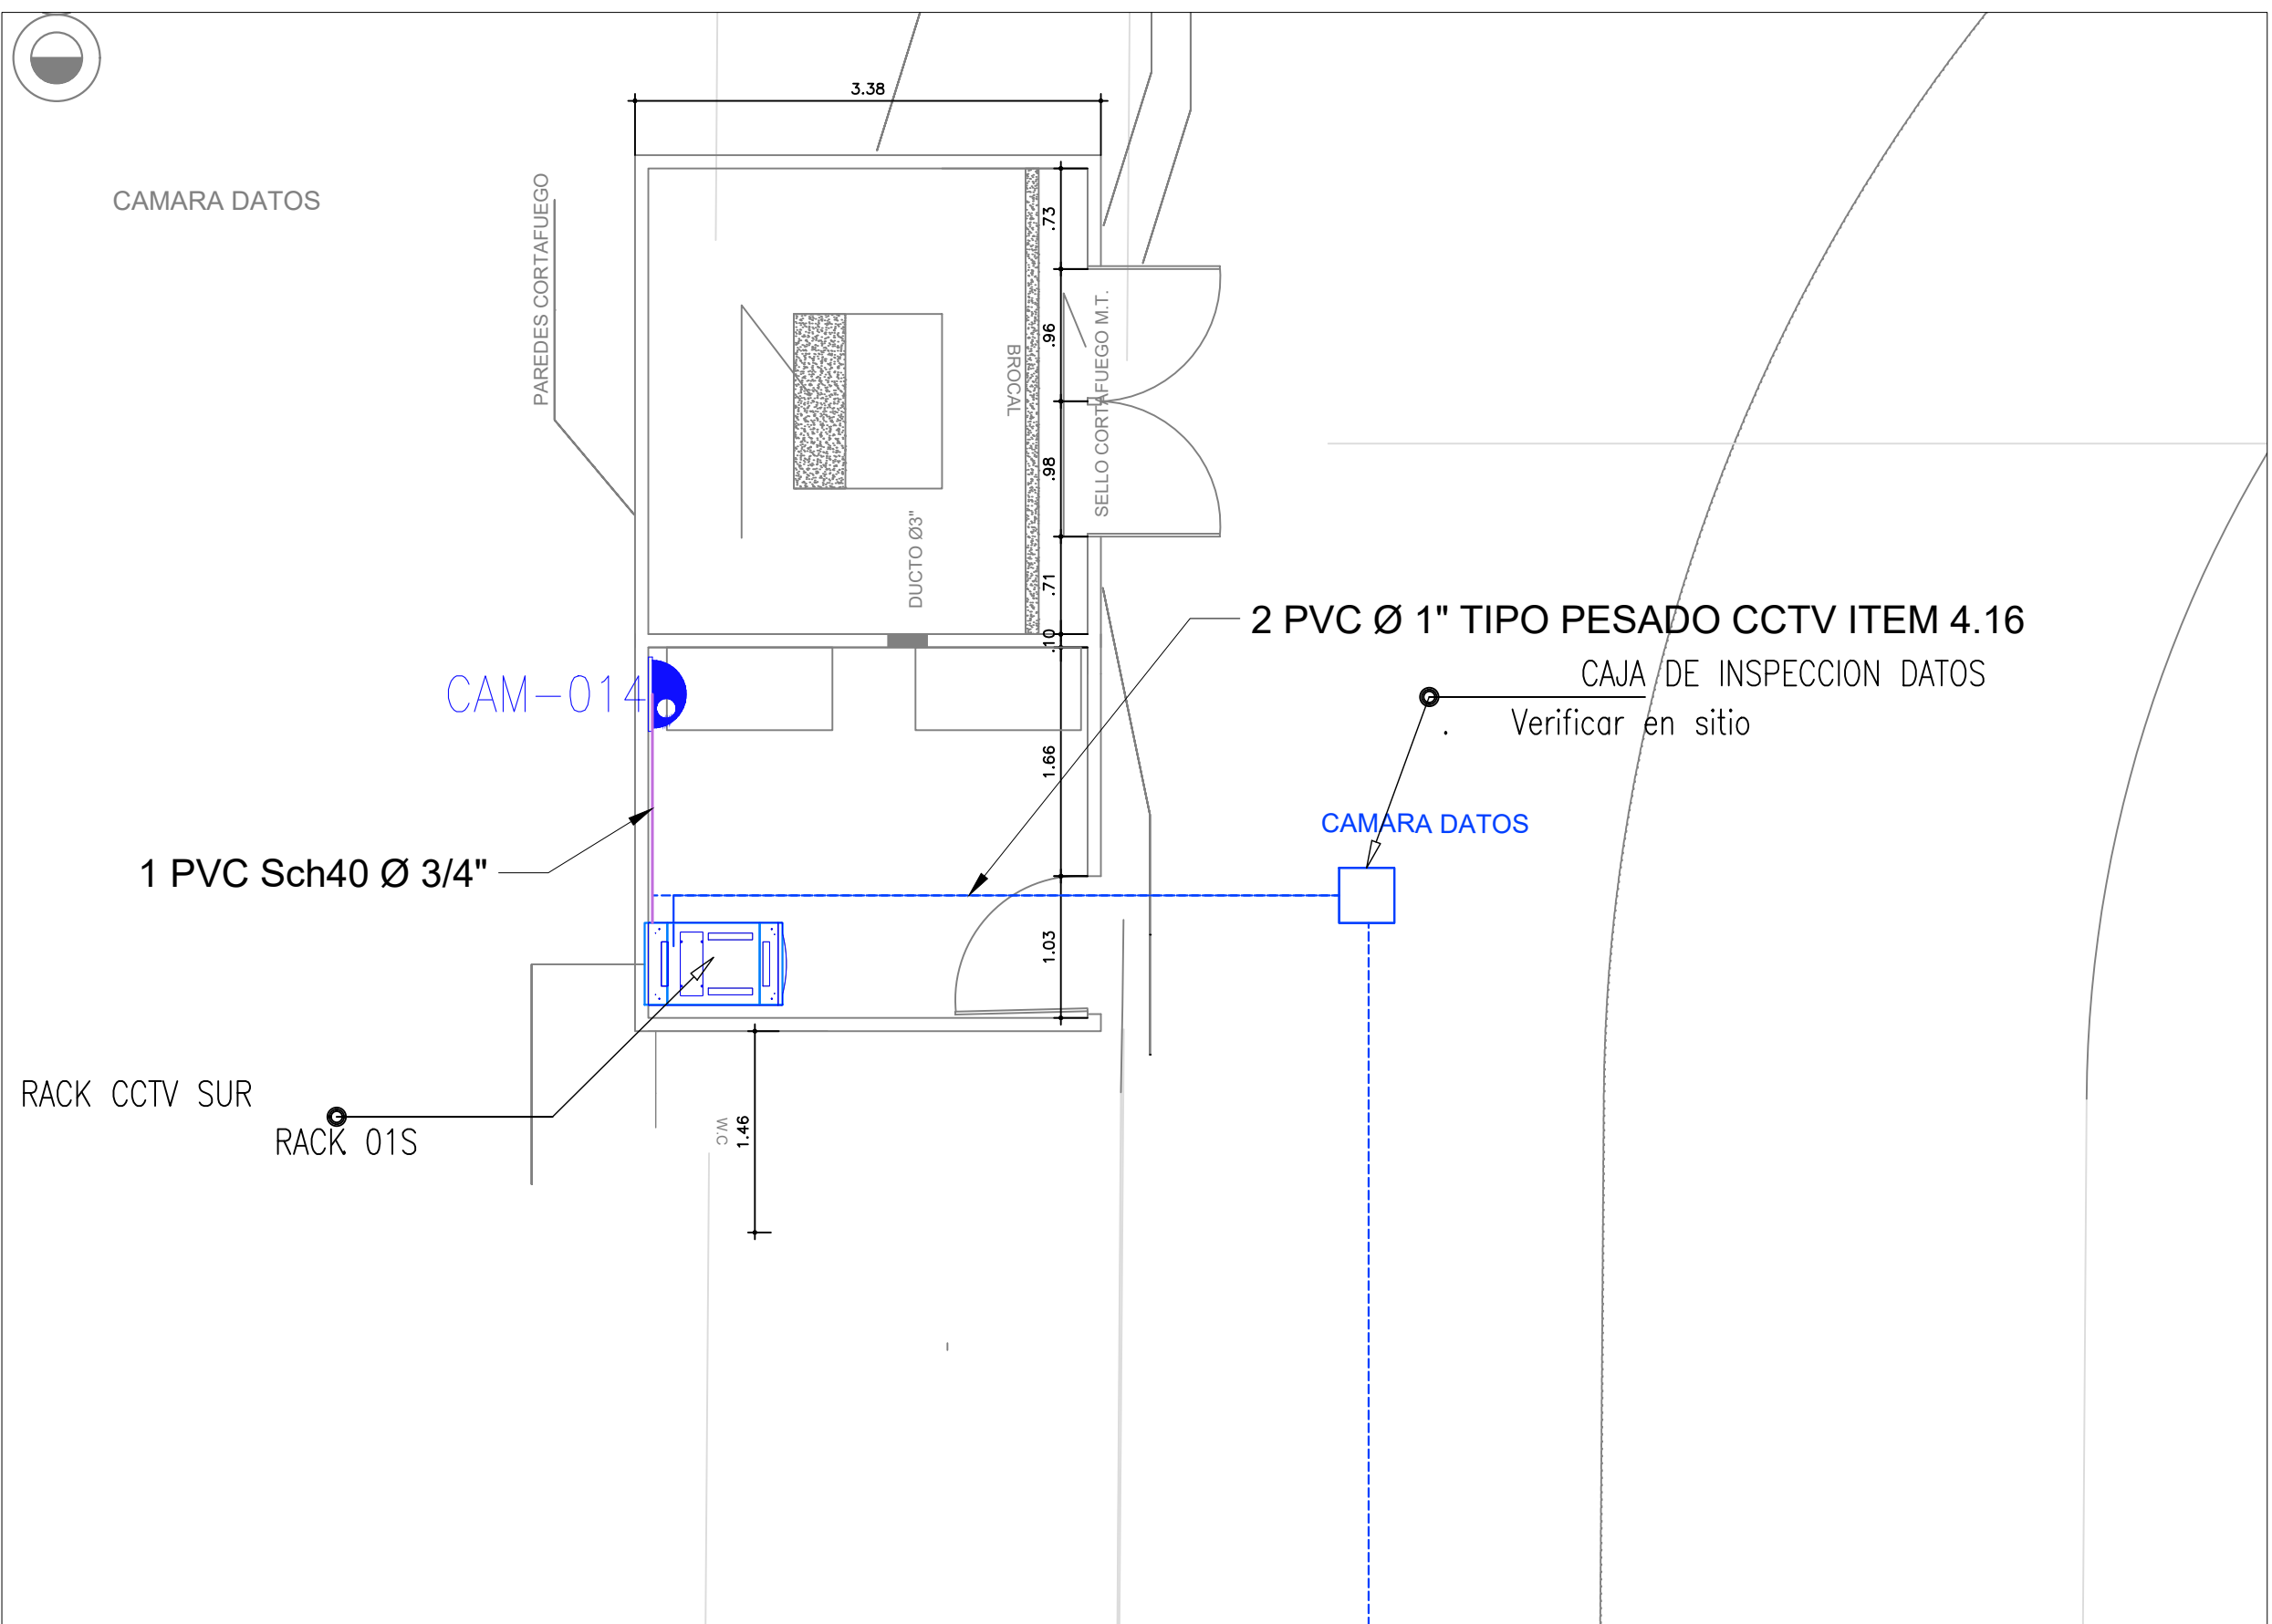 3.38
CAMARA DATOS
PAREDES CORTAFUEGO
.73
.96
BROCAL
SELLO CORTAFUEGO M.T.
.98
DUCTO Ø3"
.71
.10
2 PVC Ø 1" TIPO PESADO CCTV ITEM 4.16
CAJA DE INSPECCION DATOS
. Verificar en sitio
CAM-014
1.66
CAMARA DATOS
1 PVC Sch40 Ø 3/4"
1.03
RACK CCTV SUR
RACK 01S
W.C
1.46